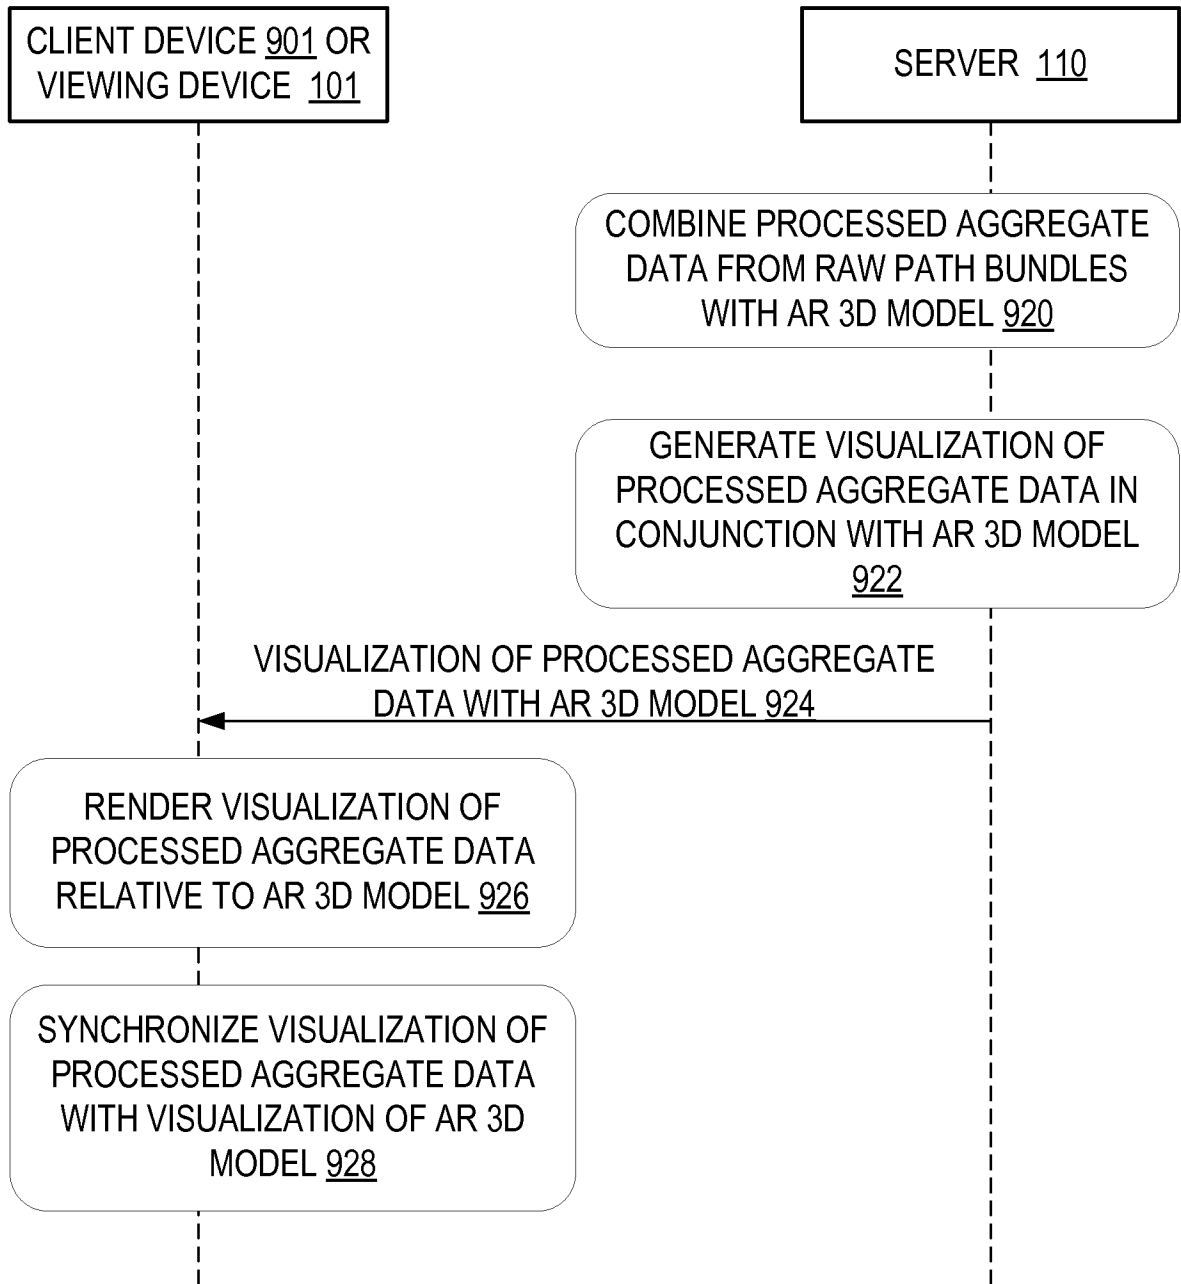 CLIENT DEVICE 901 OR
VIEWING DEVICE 101
SERVER 110
COMBINE PROCESSED AGGREGATE
DATA FROM RAW PATH BUNDLES
WITH AR 3D MODEL 920
GENERATE VISUALIZATION OF
PROCESSED AGGREGATE DATA IN
CONJUNCTION WITH AR 3D MODEL
922
VISUALIZATION OF PROCESSED AGGREGATE
DATA WITH AR 3D MODEL 924
RENDER VISUALIZATION OF
PROCESSED AGGREGATE DATA
RELATIVE TO AR 3D MODEL 926
SYNCHRONIZE VISUALIZATION OF
PROCESSED AGGREGATE DATA
WITH VISUALIZATION OF AR 3D
MODEL 928